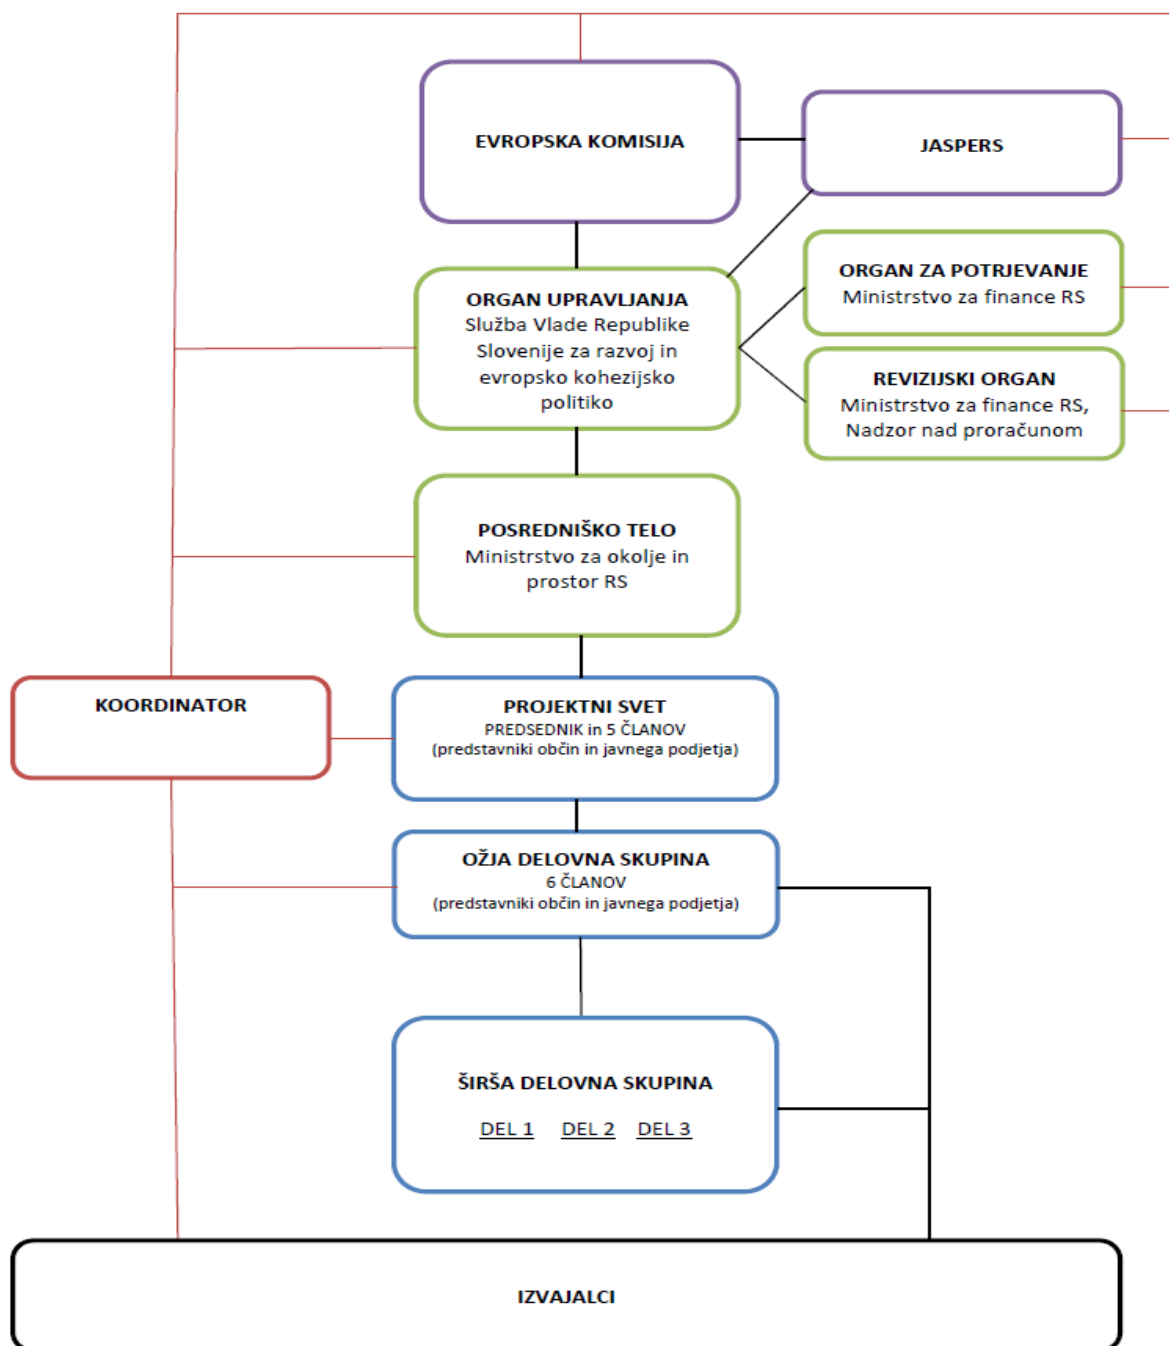 EVROPSKA KOMISIJA
JASPERS
ORGAN UPRAVLJANJA
Služba Vlade Republike
Slovenije za razvoj in
evropsko kohezijsko
politiko
ORGAN ZA POTRJEVANJE
Ministrstvo za finance RS
REVIZIJSKI ORGAN
Ministrstvo za finance RS,
Nadzor nad proračunom
POSREDNIŠKO TELO
Ministrstvo za okolje in
prostor RS
KOORDINATOR
PROJEKTNI SVET
PREDSEDNIK in 5 ČLANOV
(predstavniki občin in javnega podjetja)
OŽJA DELOVNA SKUPINA
6 ČLANOV
(predstavniki občin in javnega podjetja)
ŠIRŠA DELOVNA SKUPINA
DEL 1 DEL 2 DEL 3
IZVAJALCI